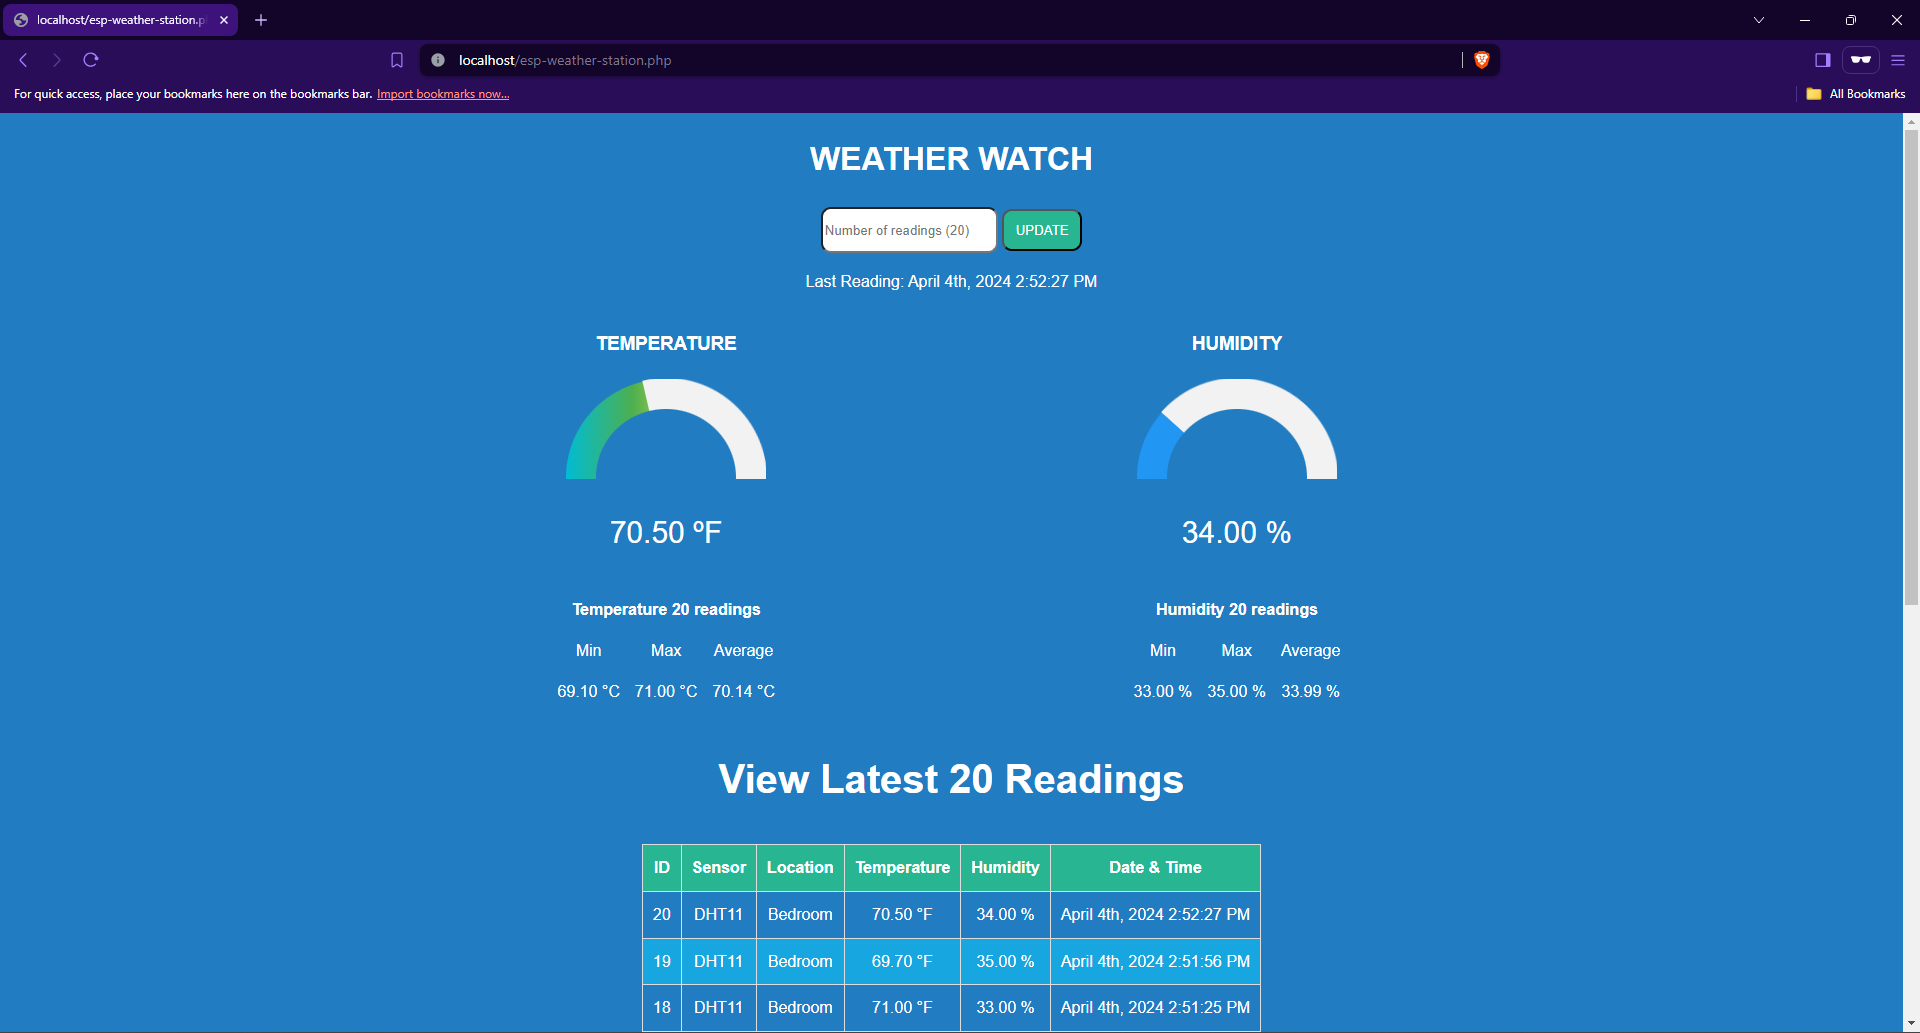 localhost/esp-weather-station.p
localhost/esp-weather-station.php
For quick access, place your bookmarks here on the bookmarks bar. Import bookmarks now...
All Bookmarks
WEATHER WATCH
Number of readings (20) UPDATE
Last Reading: April 4th, 2024 2:52:27 PM
TEMPERATURE
70.50 ºF
Temperature 20 readings
Min Max Average
69.10 °C 71.00 °C 70.14 °C
HUMIDITY
34.00 %
Humidity 20 readings
Min Max Average
33.00 % 35.00 % 33.99 %
View Latest 20 Readings
ID Sensor Location Temperature Humidity Date & Time
20 DHT11 Bedroom 70.50 °F 34.00 % April 4th, 2024 2:52:27 PM
19 DHT11 Bedroom 69.70 °F 35.00 % April 4th, 2024 2:51:56 PM
18 DHT11 Bedroom 71.00 °F 33.00 % April 4th, 2024 2:51:25 PM